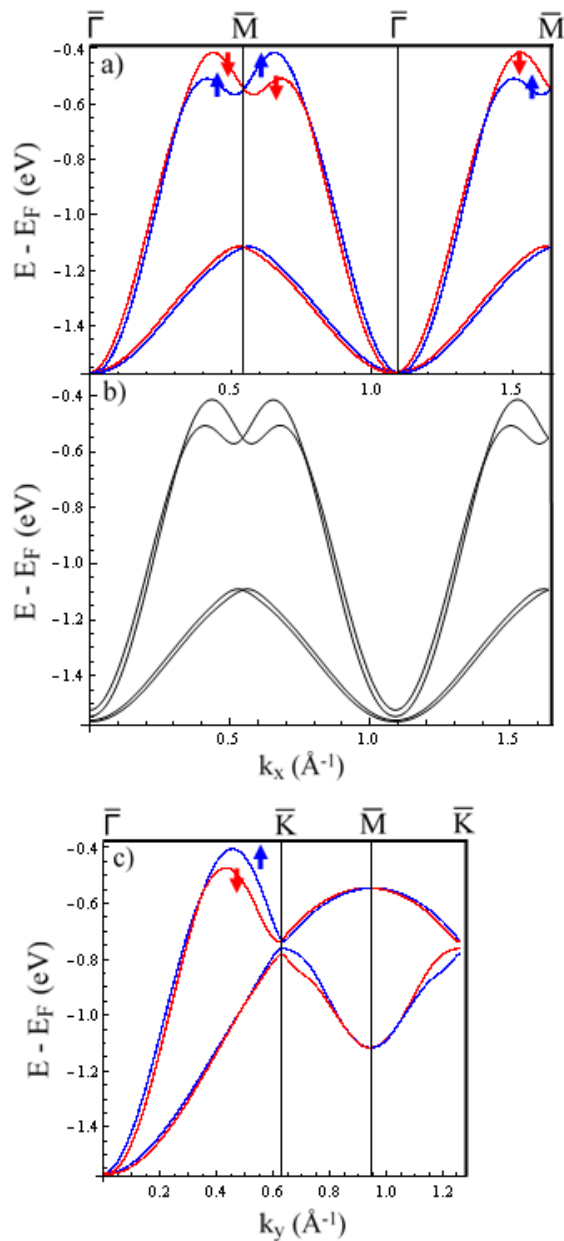 Γ̅ M̅ Γ̅ M̅
a)
−0.4
−0.6
−0.8
−1.0
−1.2
−1.4
E - E_F (eV)
0.5 1.0 1.5
b)
−0.4
−0.6
−0.8
−1.0
−1.2
−1.4
E - E_F (eV)
0.5 1.0 1.5
k_x (Å⁻¹)
Γ̅ K̅ M̅ K̅
c)
−0.4
−0.6
−0.8
−1.0
−1.2
−1.4
E - E_F (eV)
0.2 0.4 0.6 0.8 1.0 1.2
k_y (Å⁻¹)